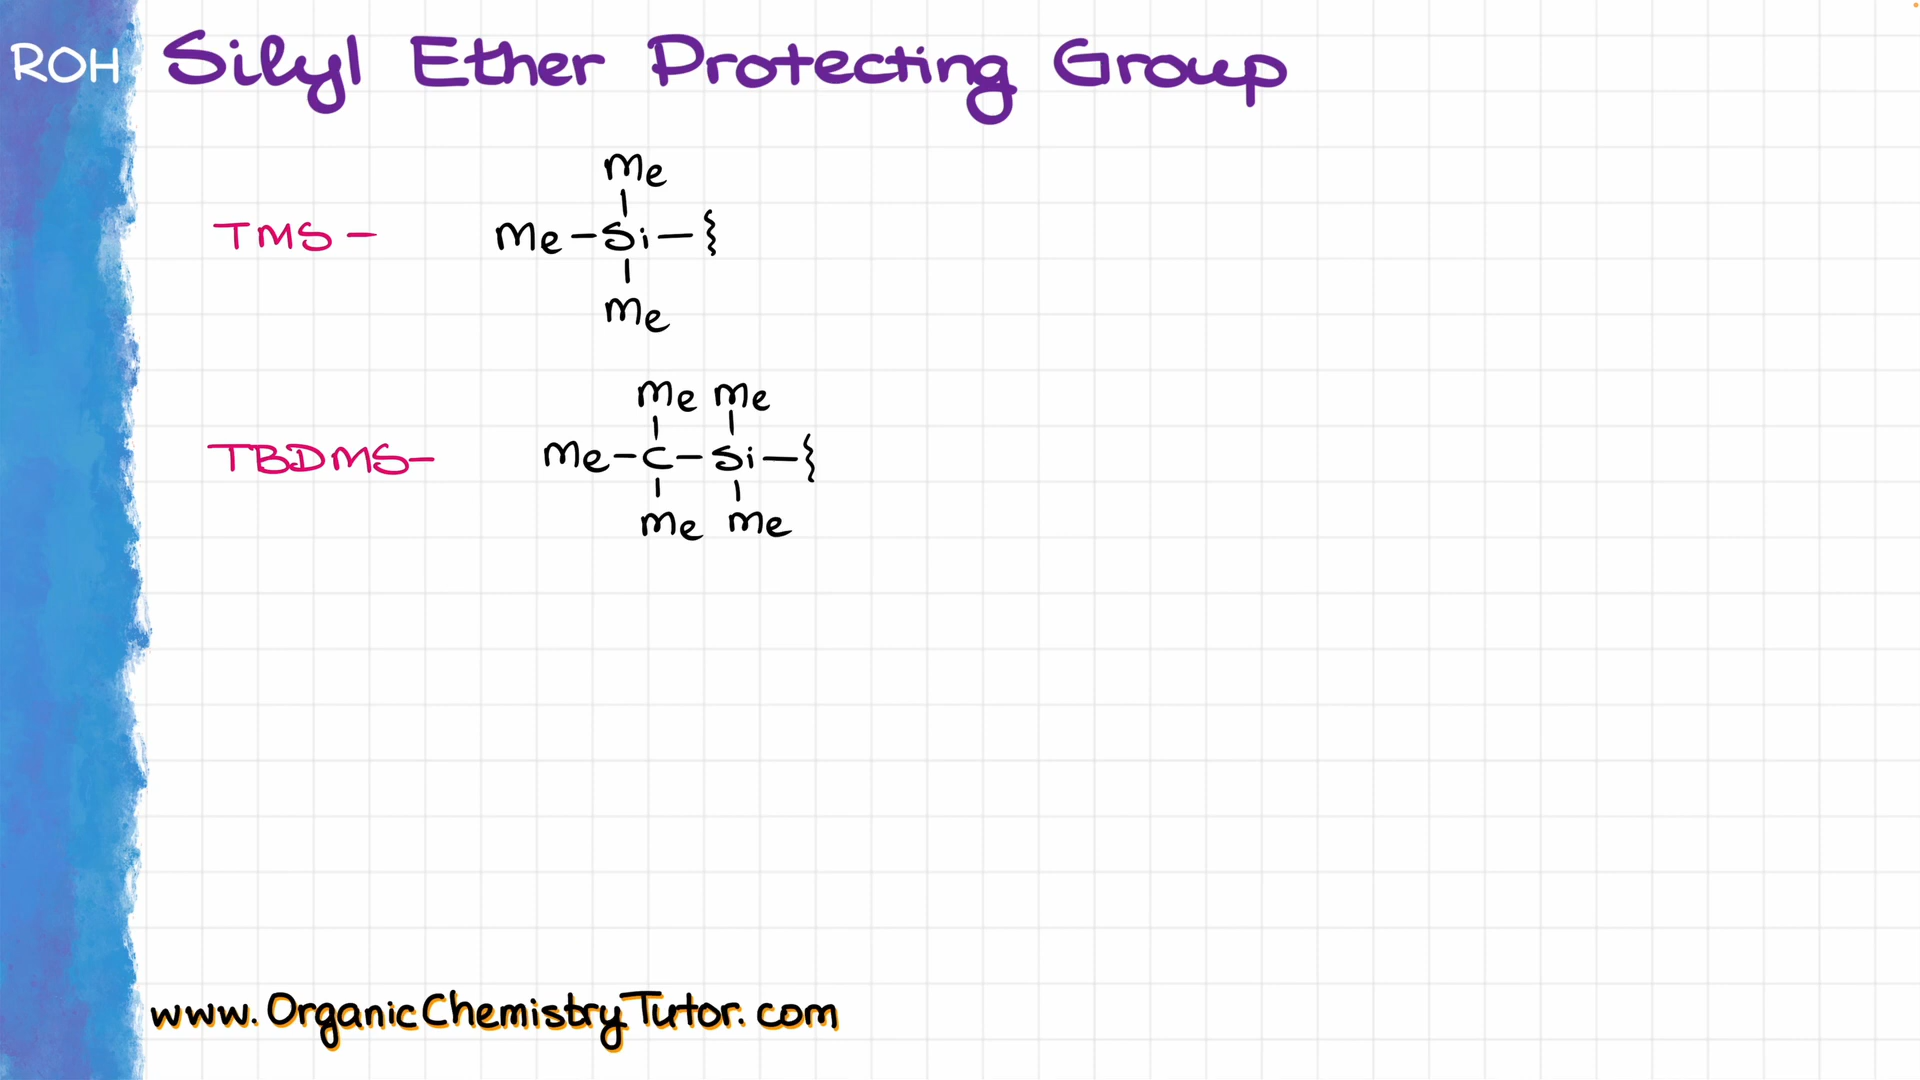 ROH Silyl Ether Protecting Group
Me
TMS- Me-Si-
Me
Me Me
TBDMS- Me-C-Si-
Me Me
www.OrganicChemistryTutor.com